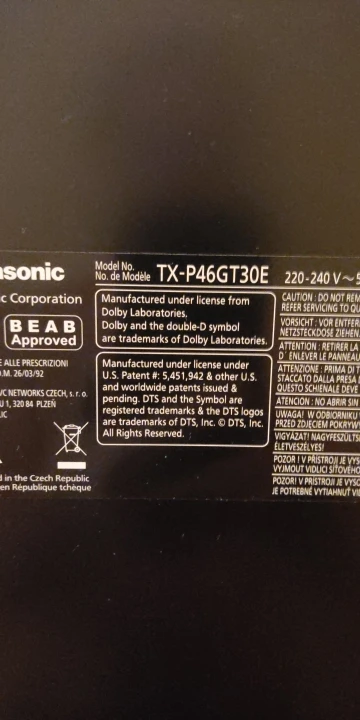 nasonic
Model No.
No. de Modèle TX-P46GT30E 220-240 V ~ 5
c Corporation
BEAB
Approved
E ALLE PRESCRIZIONI
.M. 26/03/92
VC NETWORKS CZECH, s. r. o.
U 1, 320 84 PLZEŇ
LIC
d in the Czech Republic
en République tchèque
Manufactured under license from
Dolby Laboratories.
Dolby and the double-D symbol
are trademarks of Dolby Laboratories.
Manufactured under license under
U.S. Patent #: 5,451,942 & other U.S.
and worldwide patents issued &
pending. DTS and the Symbol are
registered trademarks & the DTS logos
are trademarks of DTS, Inc. © DTS, Inc.
All Rights Reserved.
CAUTION : DO NOT REM
REFER SERVICING TO QU
VORSICHT : VOR ENTFER
NETZSTECKDOSE ZIEHEN
ATTENTION : RETIRER LA
D´ENLEVER LE PANNEAU
ATTENZIONE : PRIMA DI T
STACCATO DALLA PRESA
QUESTO SCHIENALE DEVE
ATENCION : NO ABRIR SIN
UWAGA! W ODBIORNIKU
PRZED ZDJĘCIEM POKRYW
VIGYÁZAT! NAGYFESZÜLTS
ÉLETVESZÉLYES!
POZOR ! V PŘÍSTROJI JE VYS
VYJMOUT VIDLICI SÍŤOVÉHO
POZOR! V PRÍSTROJI JE VYSO
JE POTREBNÉ VYTIAHNUŤ VI